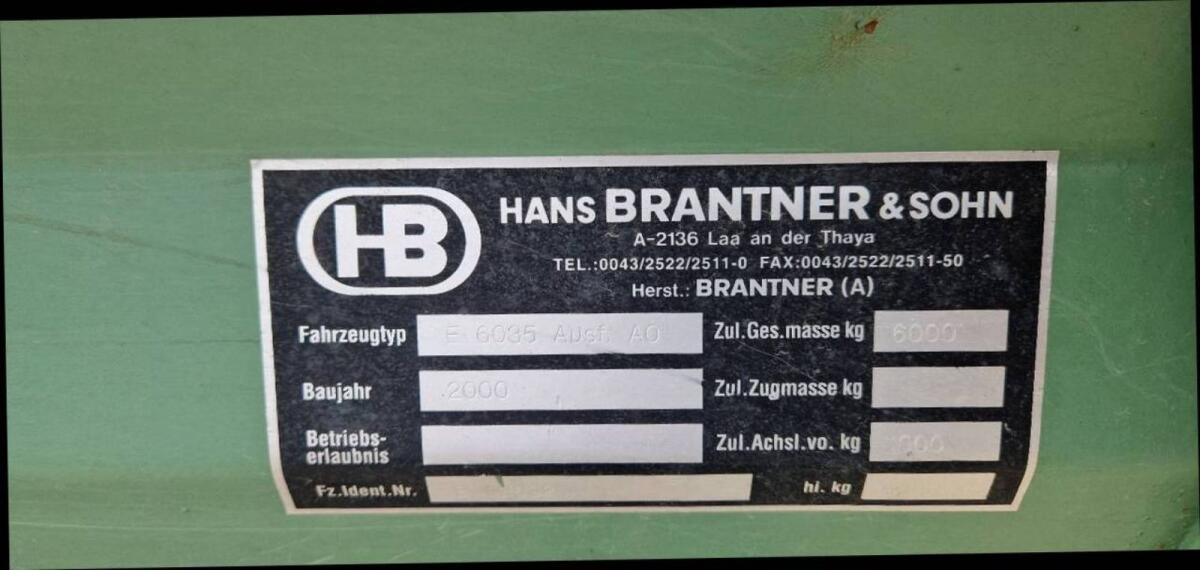 HB
HANS BRANTNER & SOHN
A-2136 Laa an der Thaya
TEL.:0043/2522/2511-0 FAX:0043/2522/2511-50
Herst.: BRANTNER (A)
Fahrzeugtyp E 6035 Ausf. AO Zul.Ges.masse kg 6000
Baujahr 2000 Zul.Zugmasse kg
Betriebs-
erlaubnis Zul.Achsl.vo. kg
Fz.Ident.Nr. hi. kg